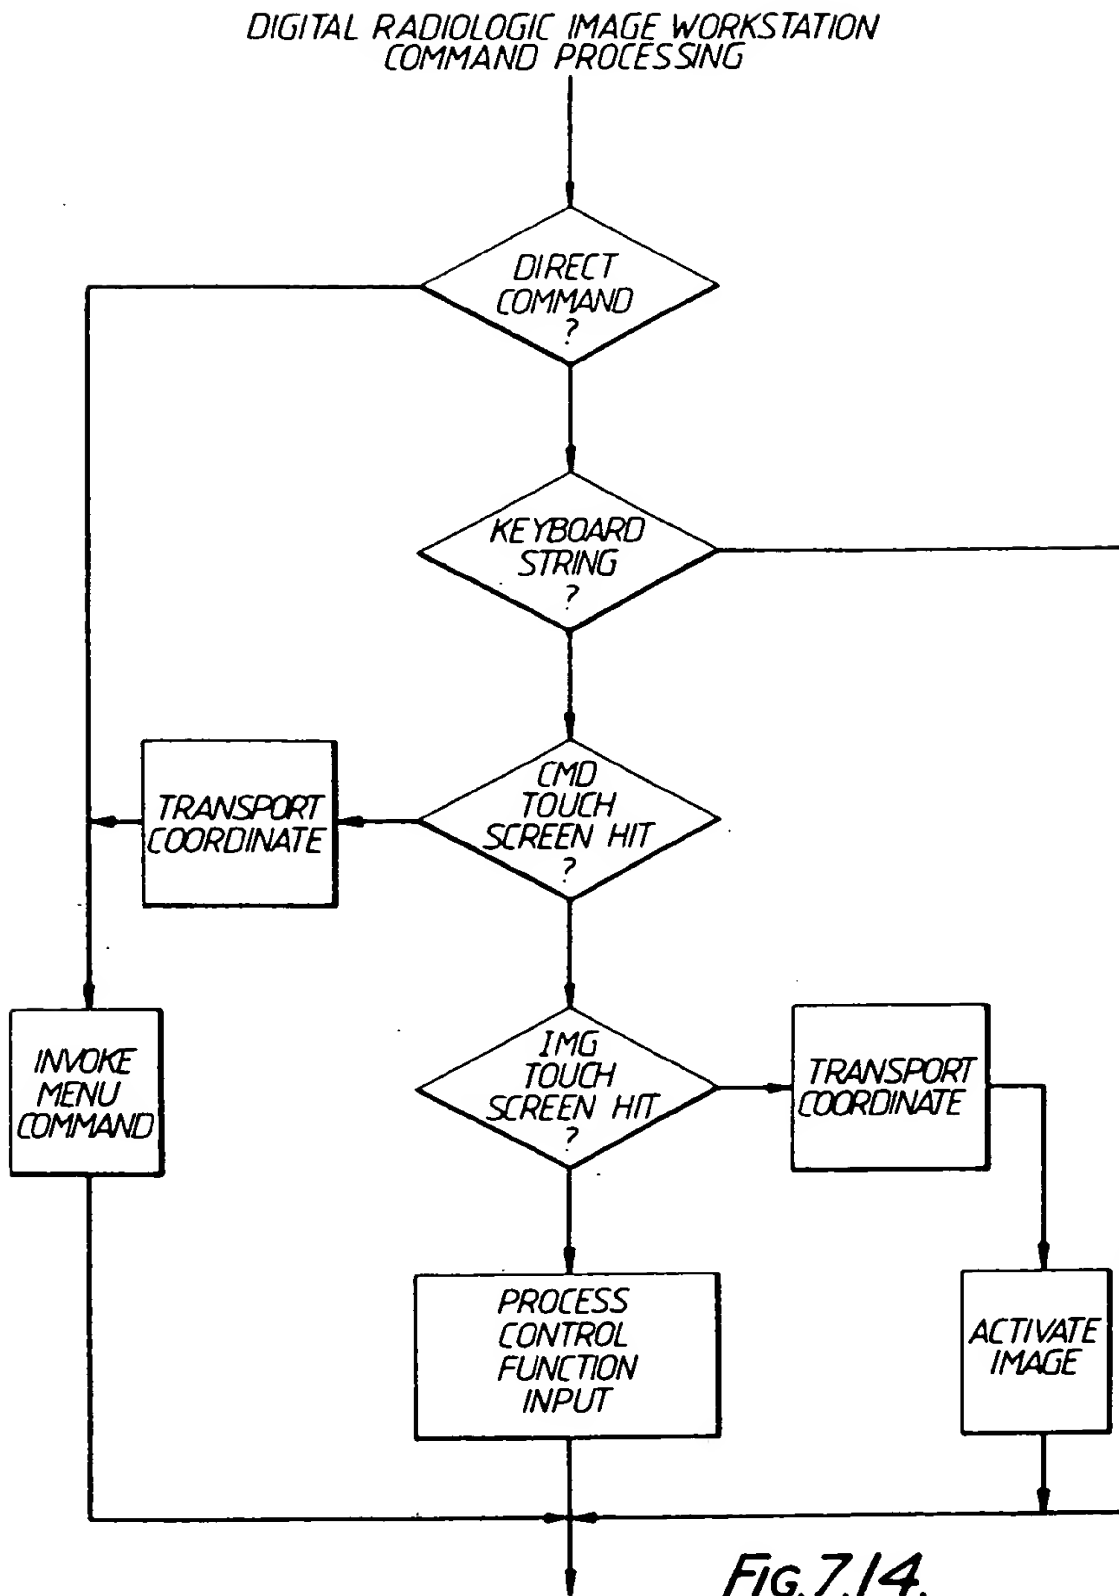 DIGITAL RADIOLOGIC IMAGE WORKSTATION
COMMAND PROCESSING
DIRECT
COMMAND
?
KEYBOARD
STRING
?
CMD
TOUCH
SCREEN HIT
?
TRANSPORT
COORDINATE
IMG
TOUCH
SCREEN HIT
?
TRANSPORT
COORDINATE
INVOKE
MENU
COMMAND
PROCESS
CONTROL
FUNCTION
INPUT
ACTIVATE
IMAGE
FIG. 7.14.